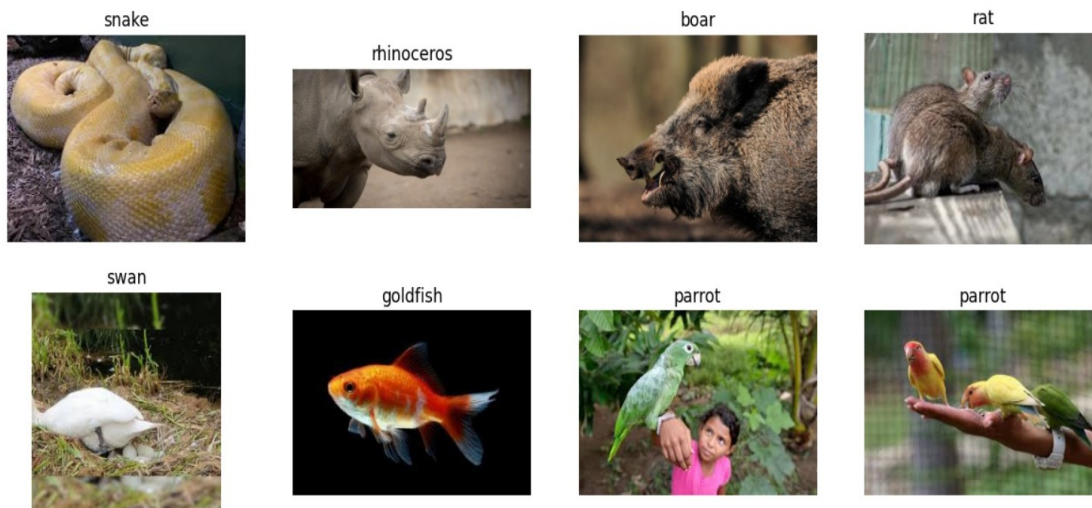 snake
rhinoceros
boar
rat
swan
goldfish
parrot
parrot